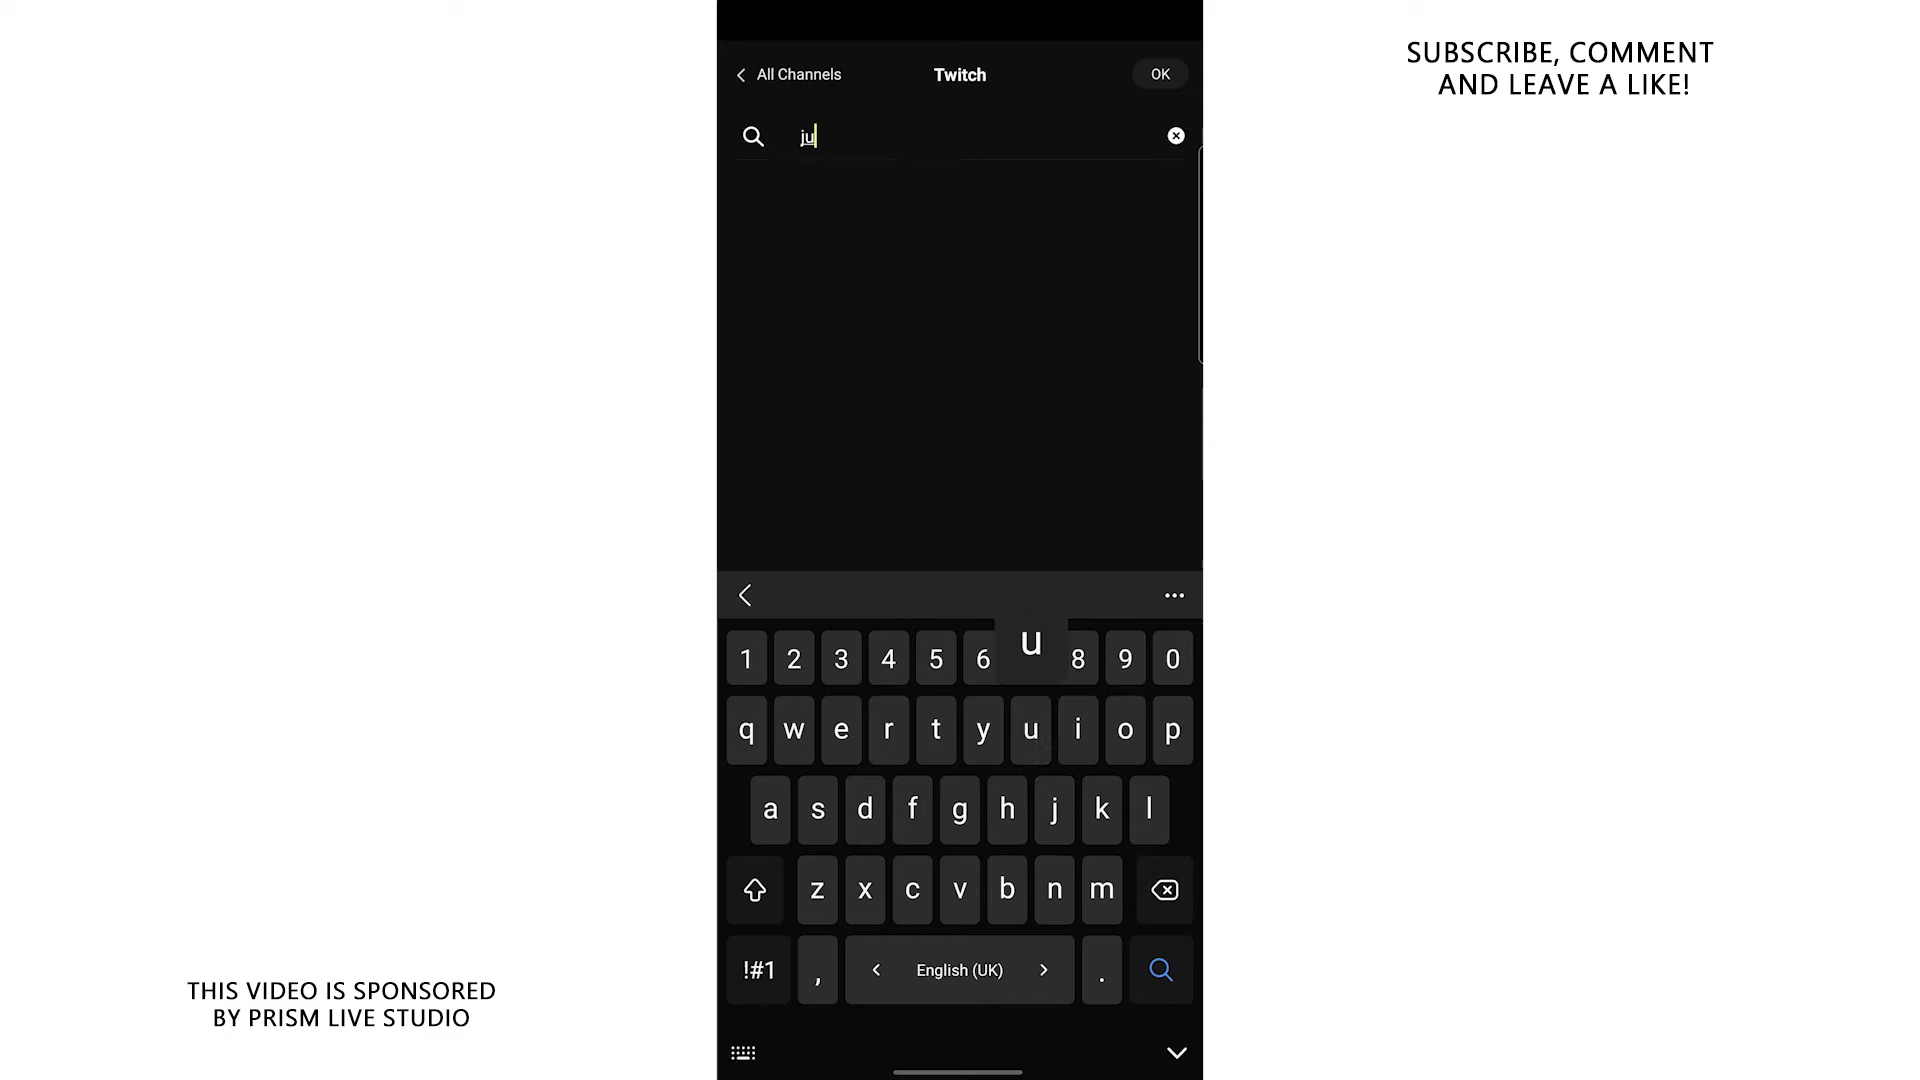 SUBSCRIBE, COMMENT
AND LEAVE A LIKE!
All Channels
Twitch
OK
ju
u
1 2 3 4 5 6 8 9 0
q w e r t y u i o p
a s d f g h j k l
z x c v b n m
!#1 , < English (UK) > .
THIS VIDEO IS SPONSORED
BY PRISM LIVE STUDIO